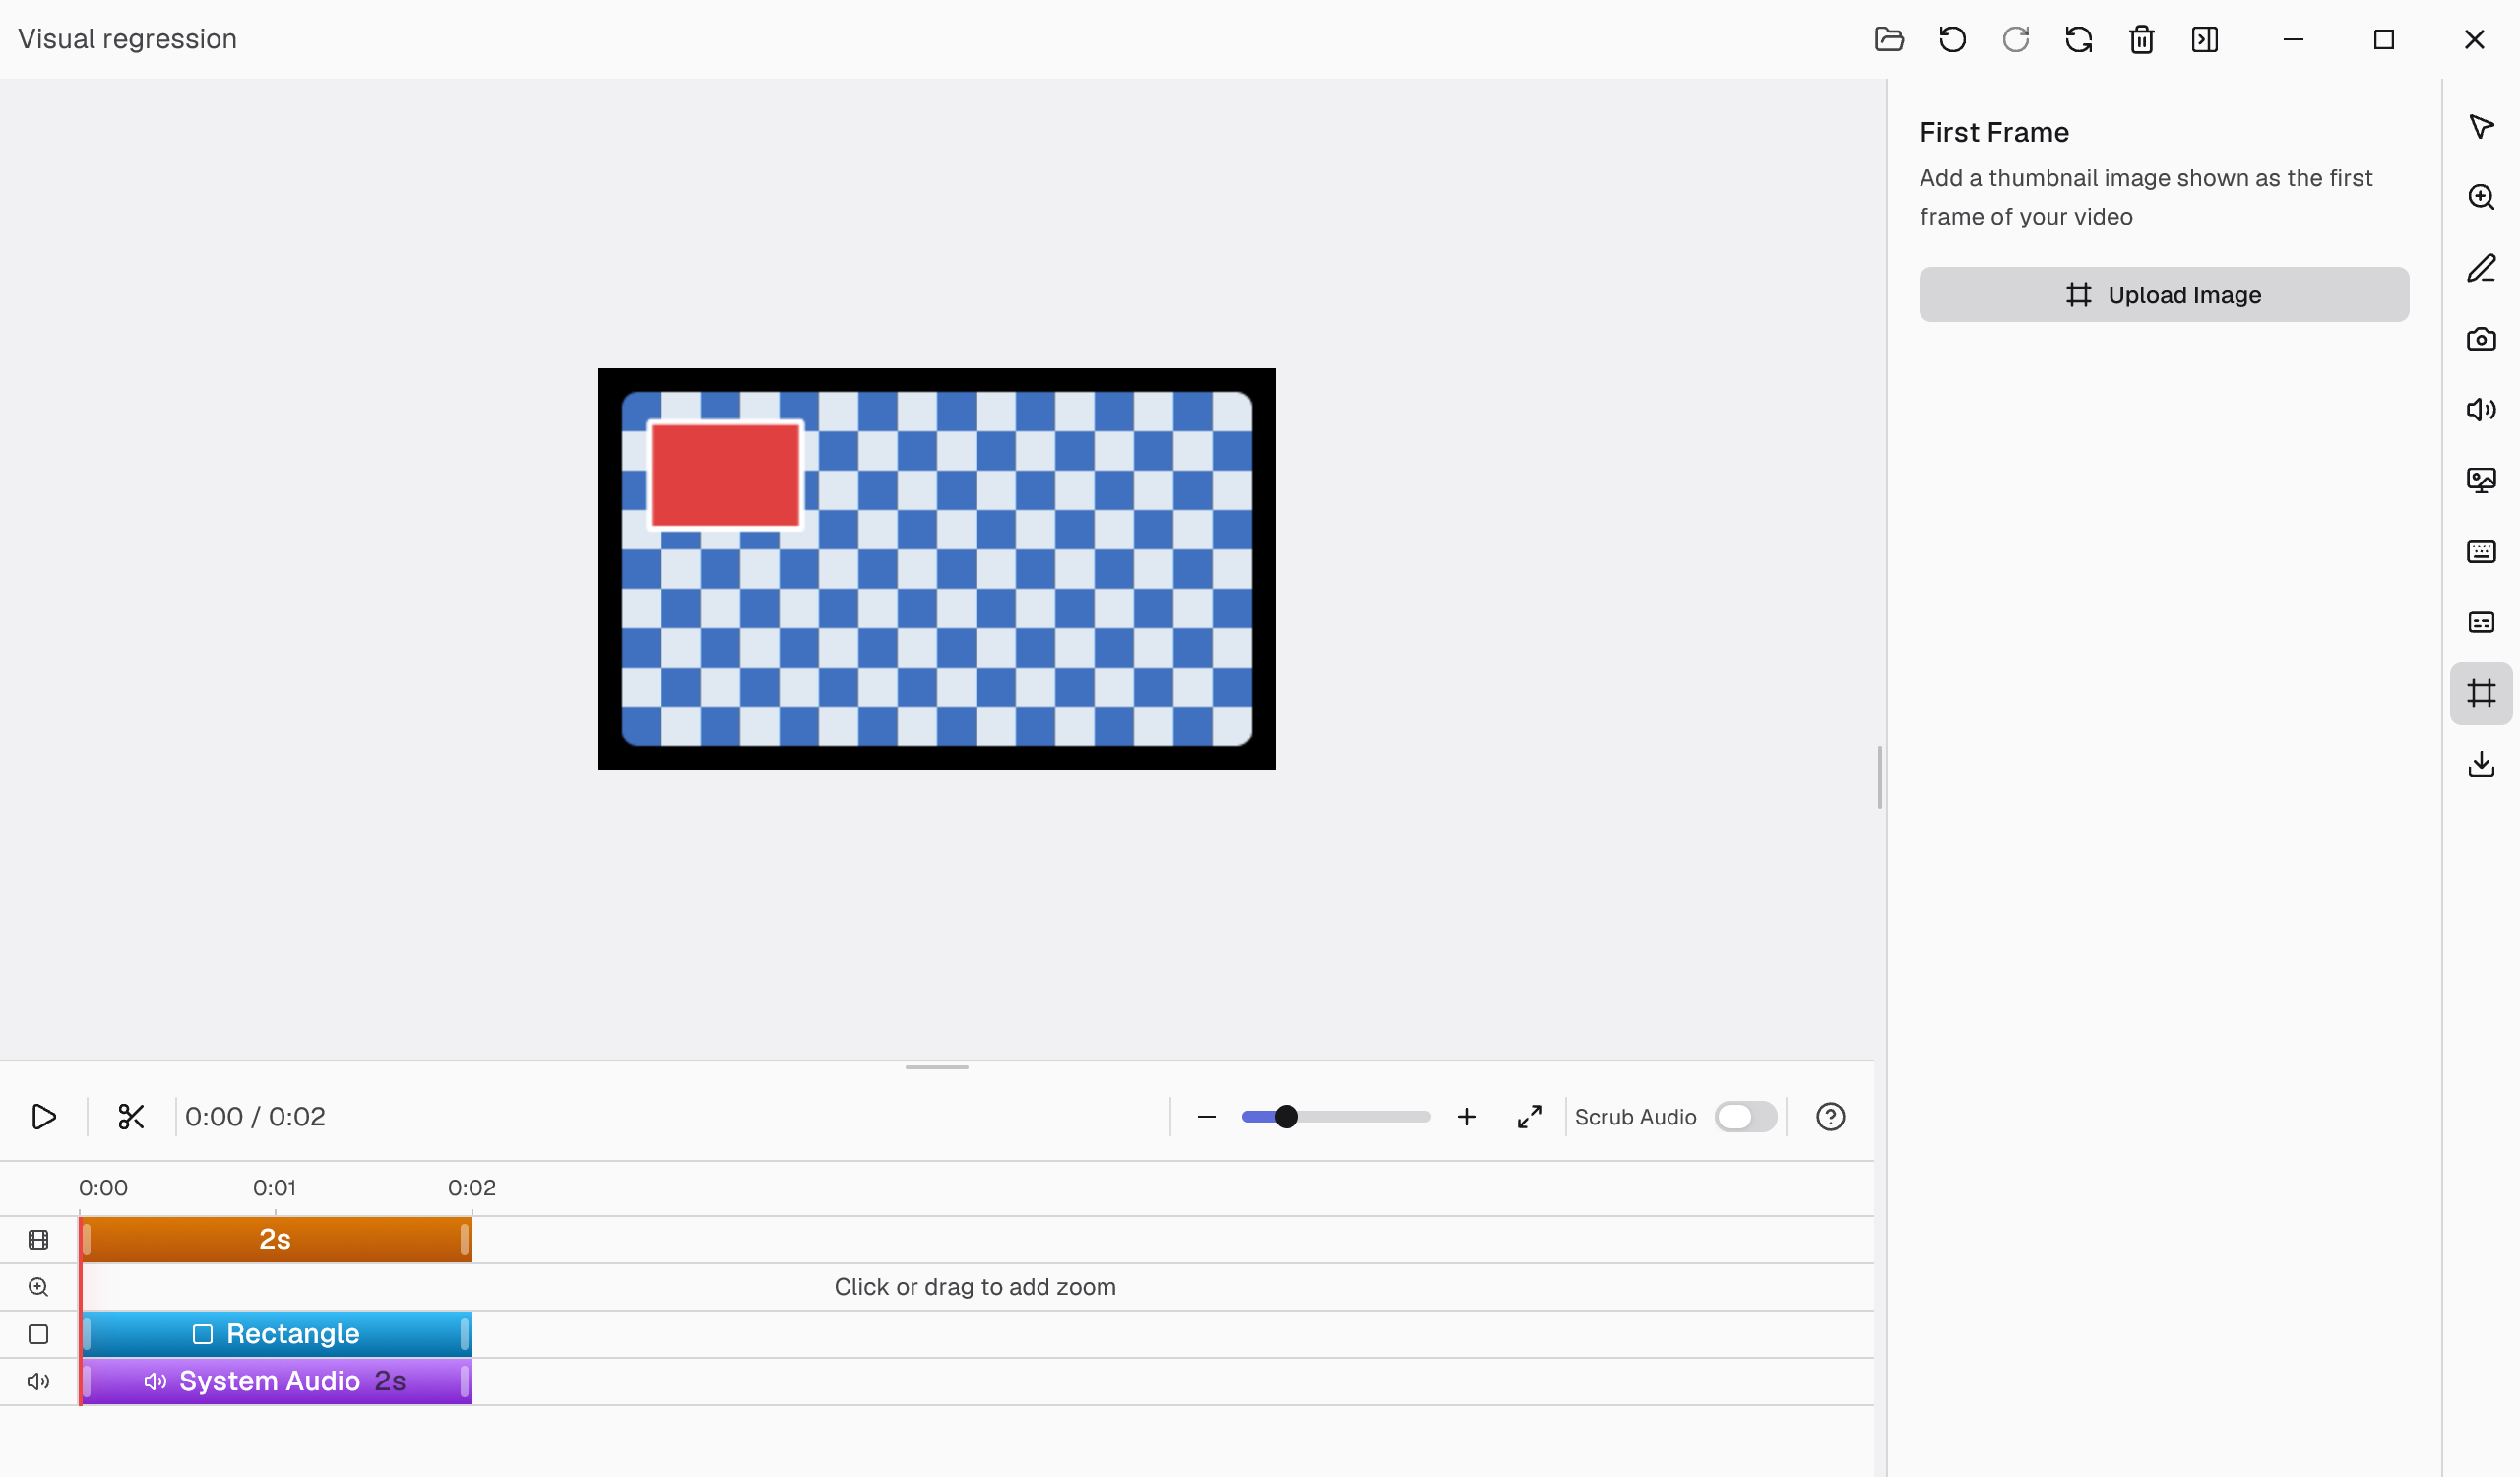 Visual regression
First Frame
Add a thumbnail image shown as the first
frame of your video
Upload Image
0:00 / 0:02
Scrub Audio
0:00 0:01 0:02
2s
Click or drag to add zoom
Rectangle
System Audio 2s